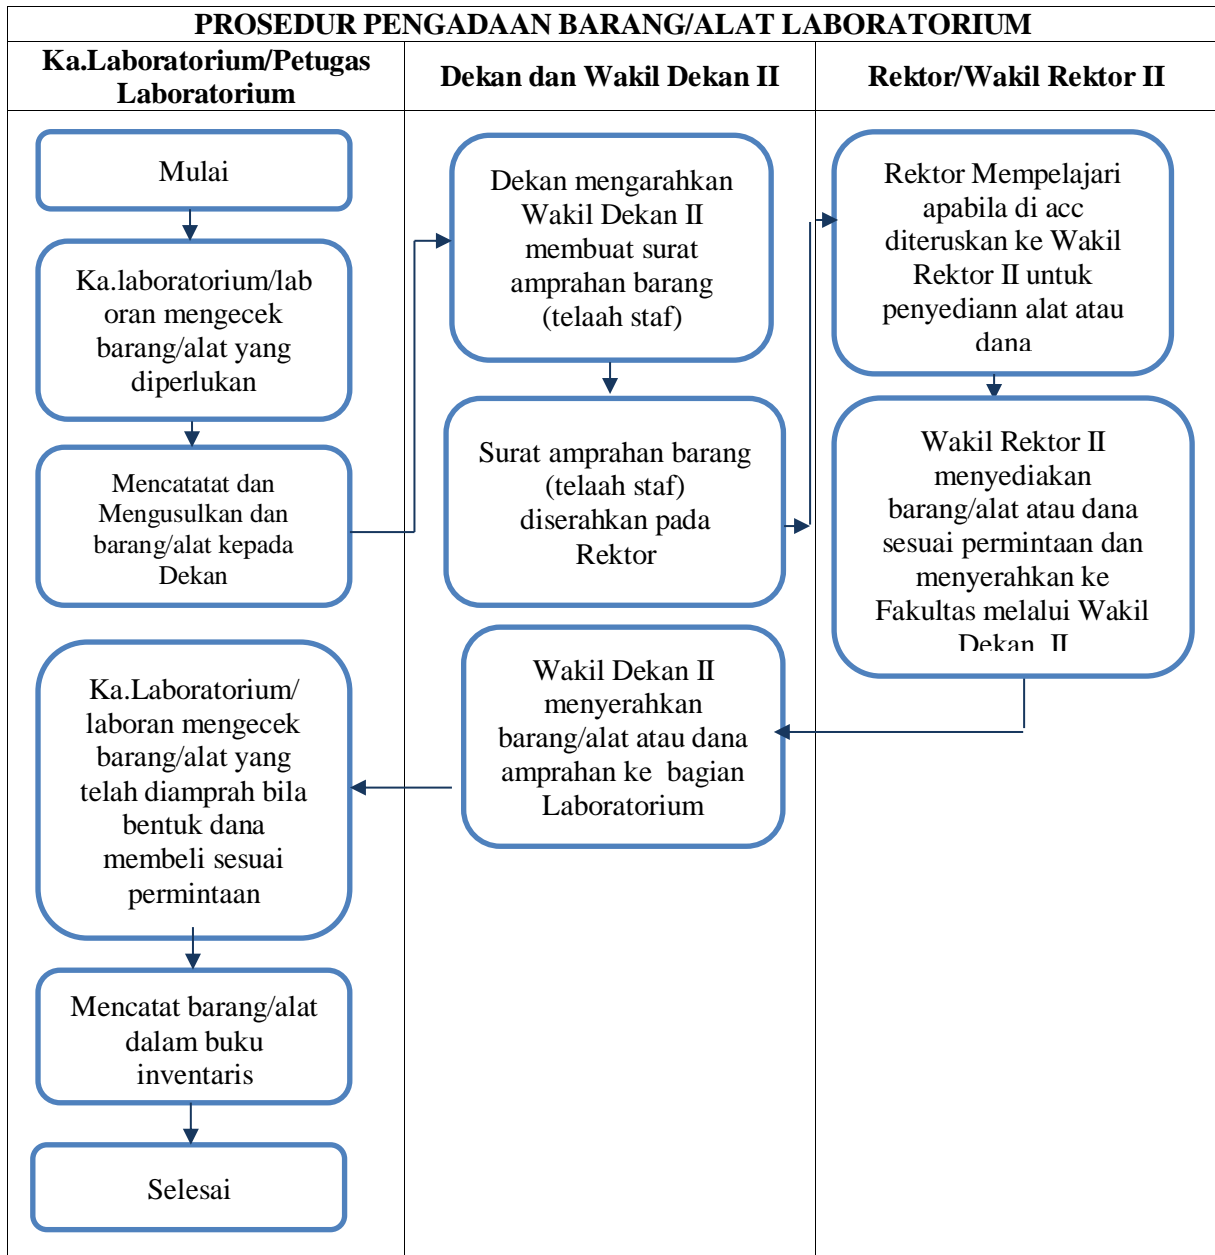 PROSEDUR PENGADAAN BARANG/ALAT LABORATORIUM
Ka.Laboratorium/Petugas
Laboratorium
Dekan dan Wakil Dekan II
Rektor/Wakil Rektor II
Mulai
Ka.laboratorium/lab
oran mengecek
barang/alat yang
diperlukan
Mencatatat dan
Mengusulkan dan
barang/alat kepada
Dekan
Dekan mengarahkan
Wakil Dekan II
membuat surat
amprahan barang
(telaah staf)
Surat amprahan barang
(telaah staf)
diserahkan pada
Rektor
Rektor Mempelajari
apabila di acc
diteruskan ke Wakil
Rektor II untuk
penyediann alat atau
dana
Wakil Rektor II
menyediakan
barang/alat atau dana
sesuai permintaan dan
menyerahkan ke
Fakultas melalui Wakil
Dekan II
Wakil Dekan II
menyerahkan
barang/alat atau dana
amprahan ke bagian
Laboratorium
Ka.Laboratorium/
laboran mengecek
barang/alat yang
telah diamprah bila
bentuk dana
membeli sesuai
permintaan
Mencatat barang/alat
dalam buku
inventaris
Selesai